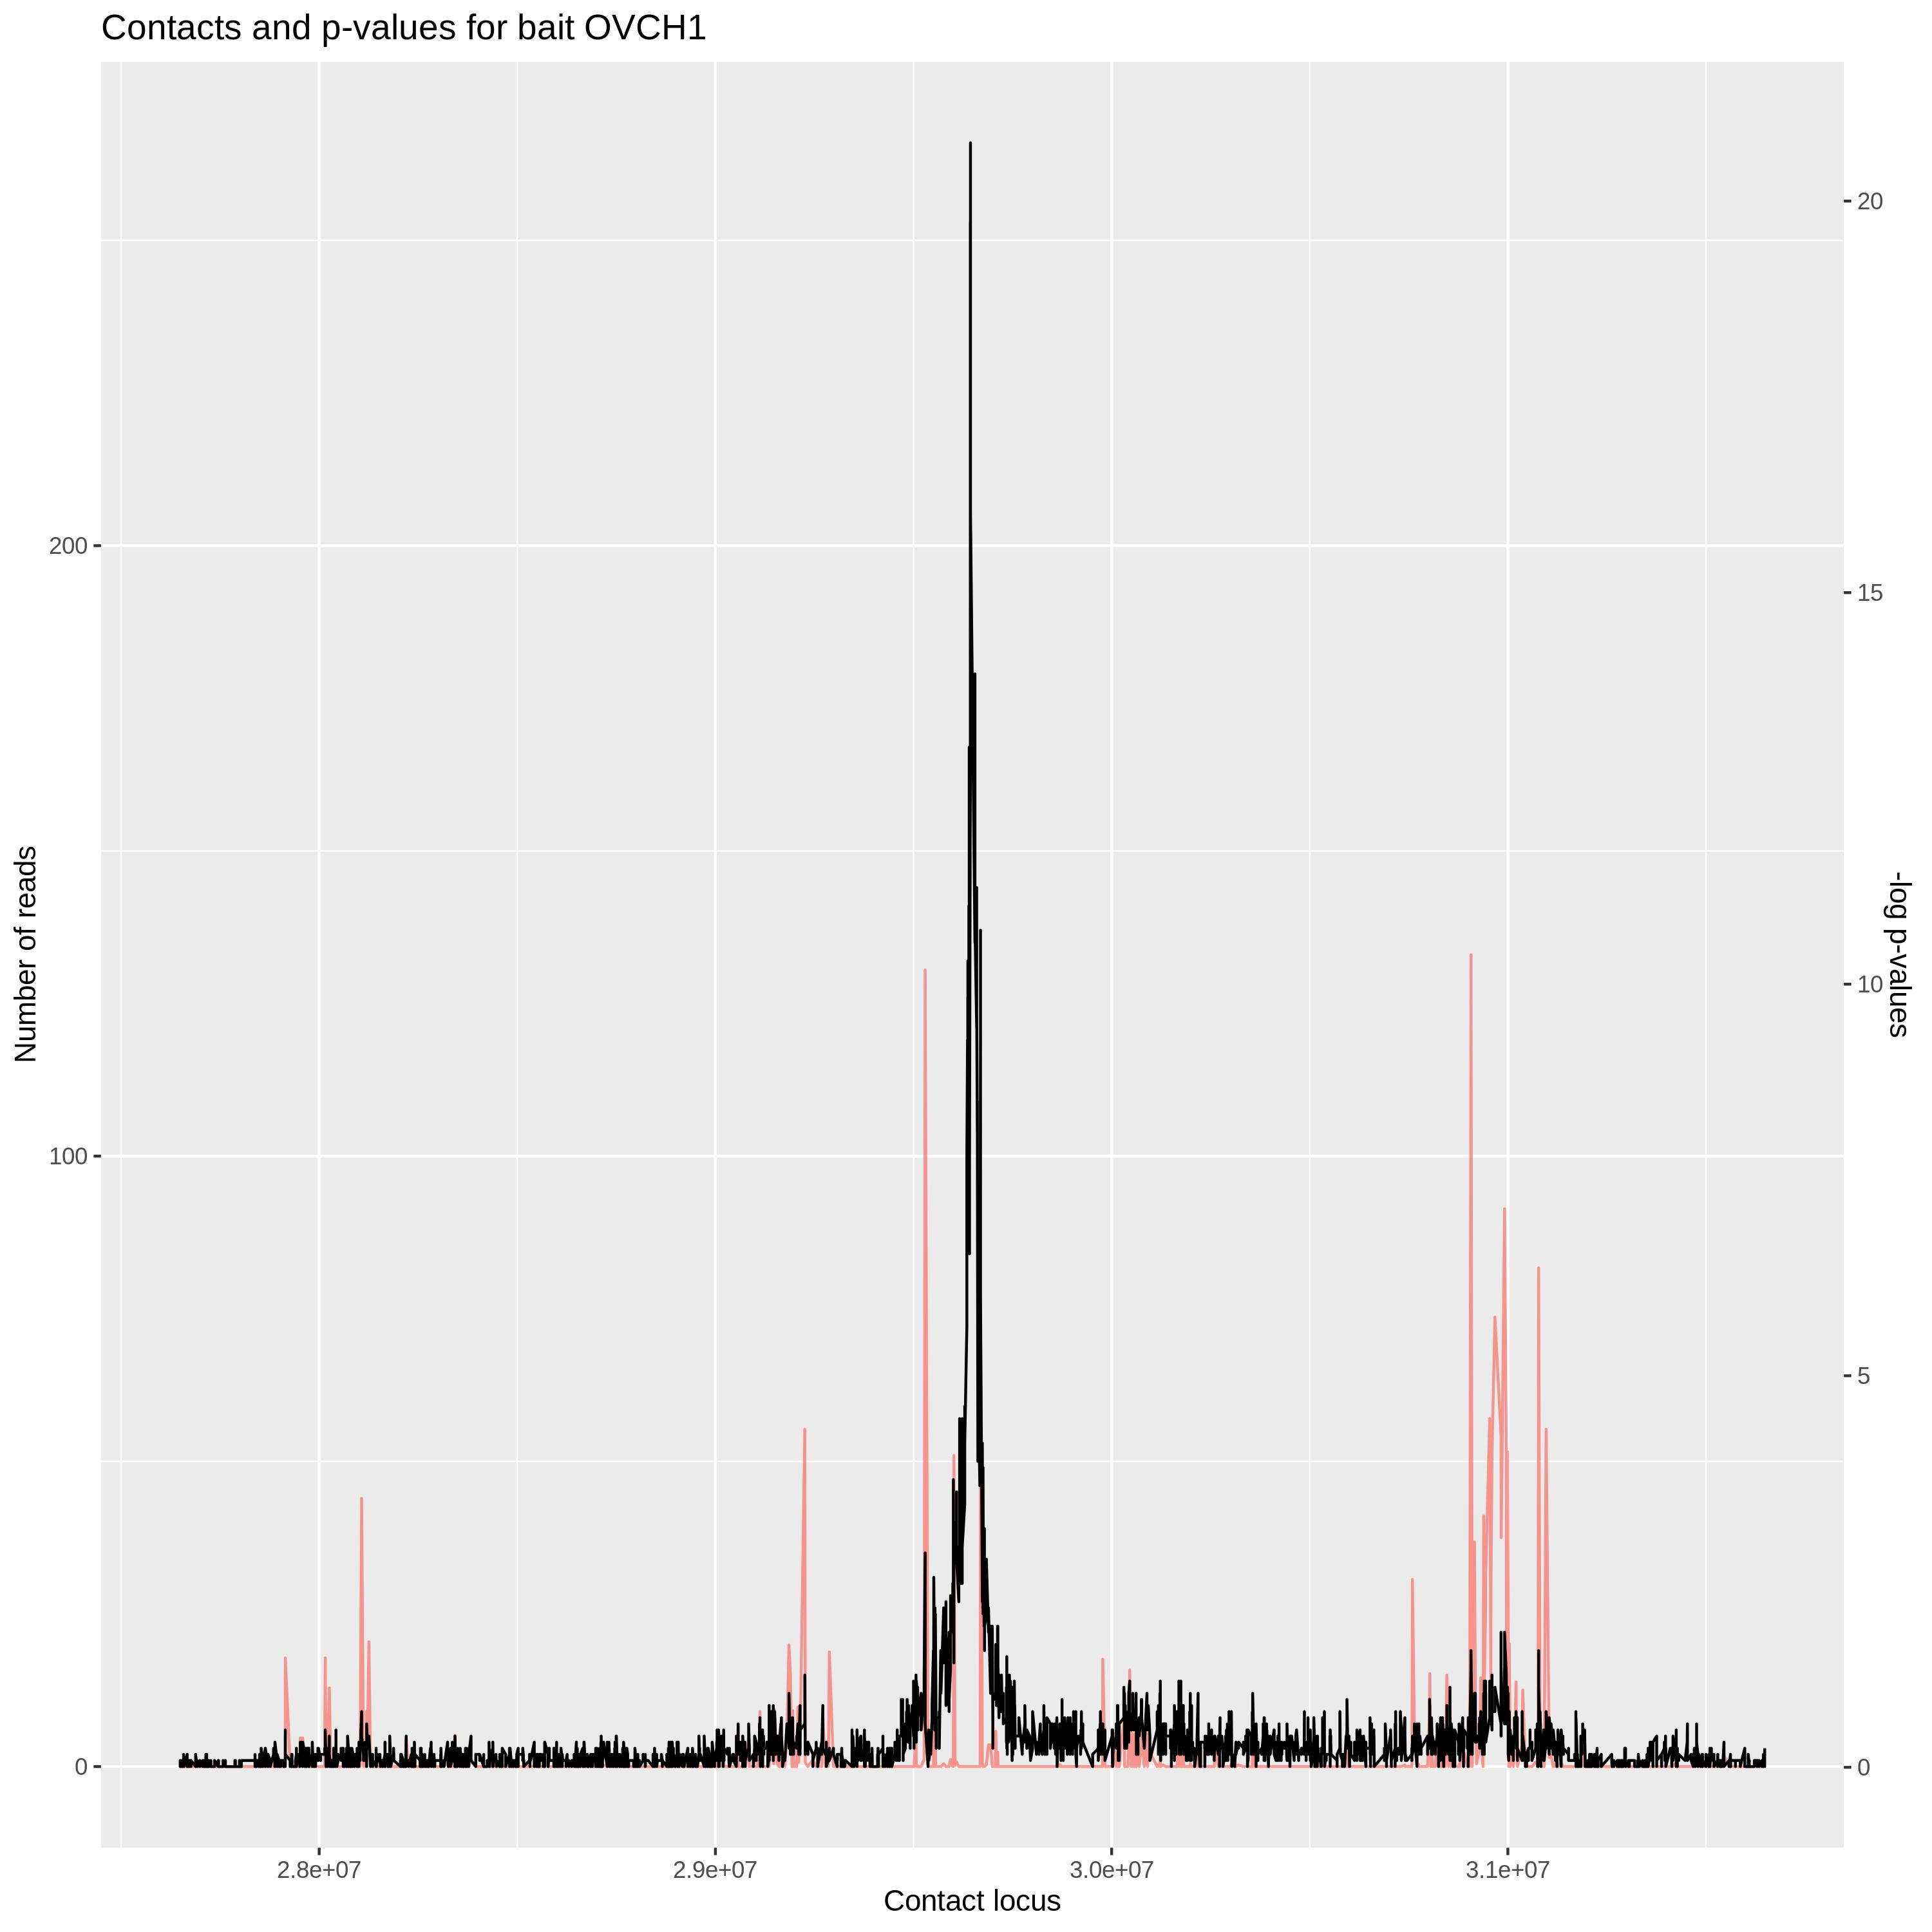 Contacts and p-values for bait OVCH1
Number of reads
200
100
0
20
15
10
5
0
-log p-values
2.8e+07
2.9e+07
3.0e+07
3.1e+07
Contact locus